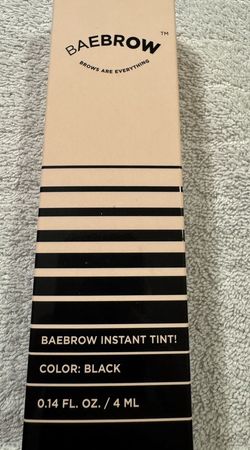 BAEBROW™
BROWS ARE EVERYTHING
BAEBROW INSTANT TINT!
COLOR: BLACK
0.14 FL. OZ. / 4 ML